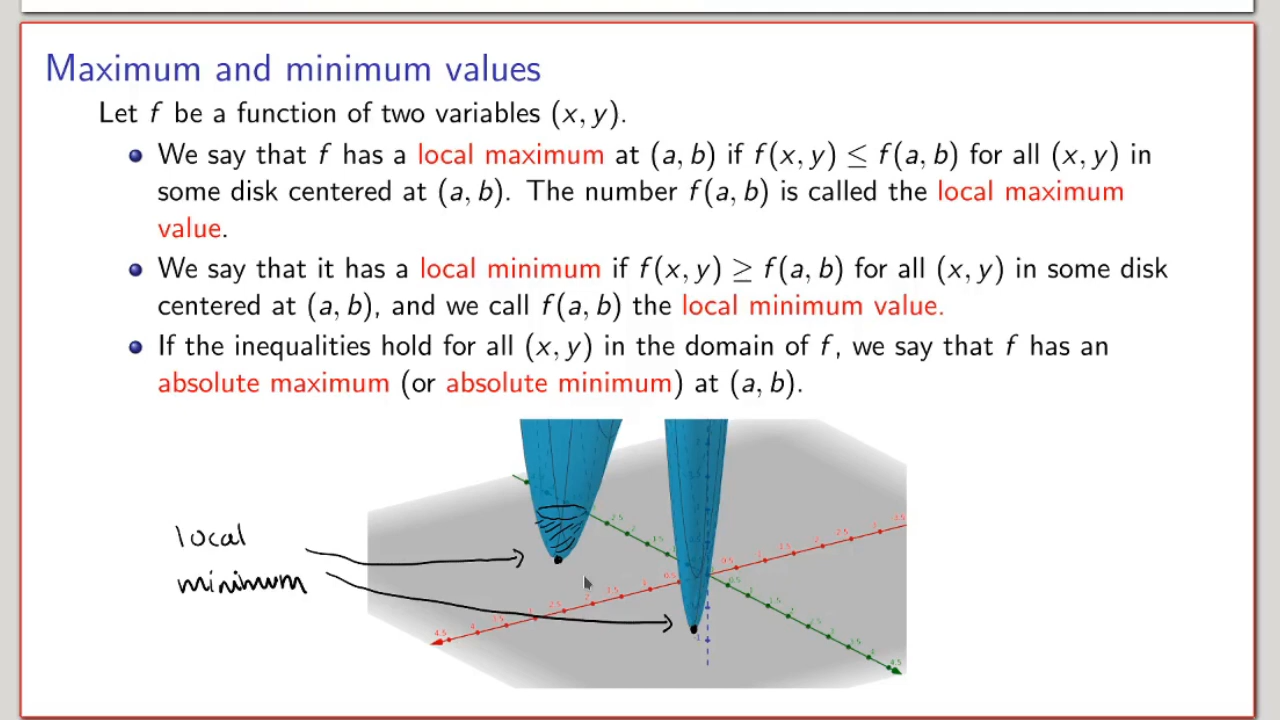 Maximum and minimum values
Let f be a function of two variables (x, y).
We say that f has a local maximum at (a, b) if f(x, y) ≤ f(a, b) for all (x, y) in
some disk centered at (a, b). The number f(a, b) is called the local maximum
value.
We say that it has a local minimum if f(x, y) ≥ f(a, b) for all (x, y) in some disk
centered at (a, b), and we call f(a, b) the local minimum value.
If the inequalities hold for all (x, y) in the domain of f, we say that f has an
absolute maximum (or absolute minimum) at (a, b).
local
minimum